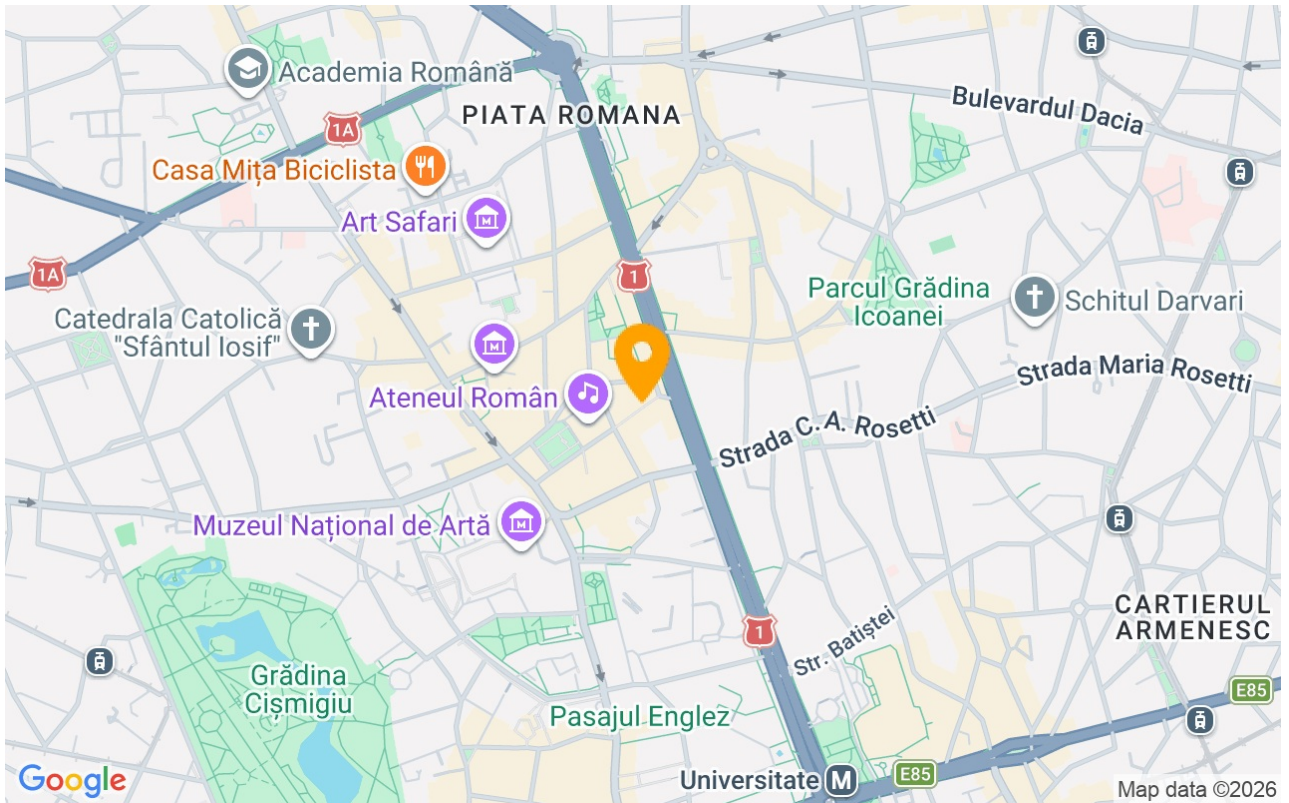 Academia Română
PIATA ROMANA
1A
Bulevardul Dacia
Casa Mița Biciclista
Art Safari
1A
1
Parcul Grădina
Icoanei
Schitul Darvari
Catedrala Catolică
"Sfântul Iosif"
Strada Maria Rosetti
Ateneul Român
Strada C. A. Rosetti
Muzeul Național de Artă
CARTIERUL
ARMENESC
1
Str. Batiștei
Grădina
Cișmigiu
E85
Pasajul Englez
Universitate M
E85
Google
Map data ©2026